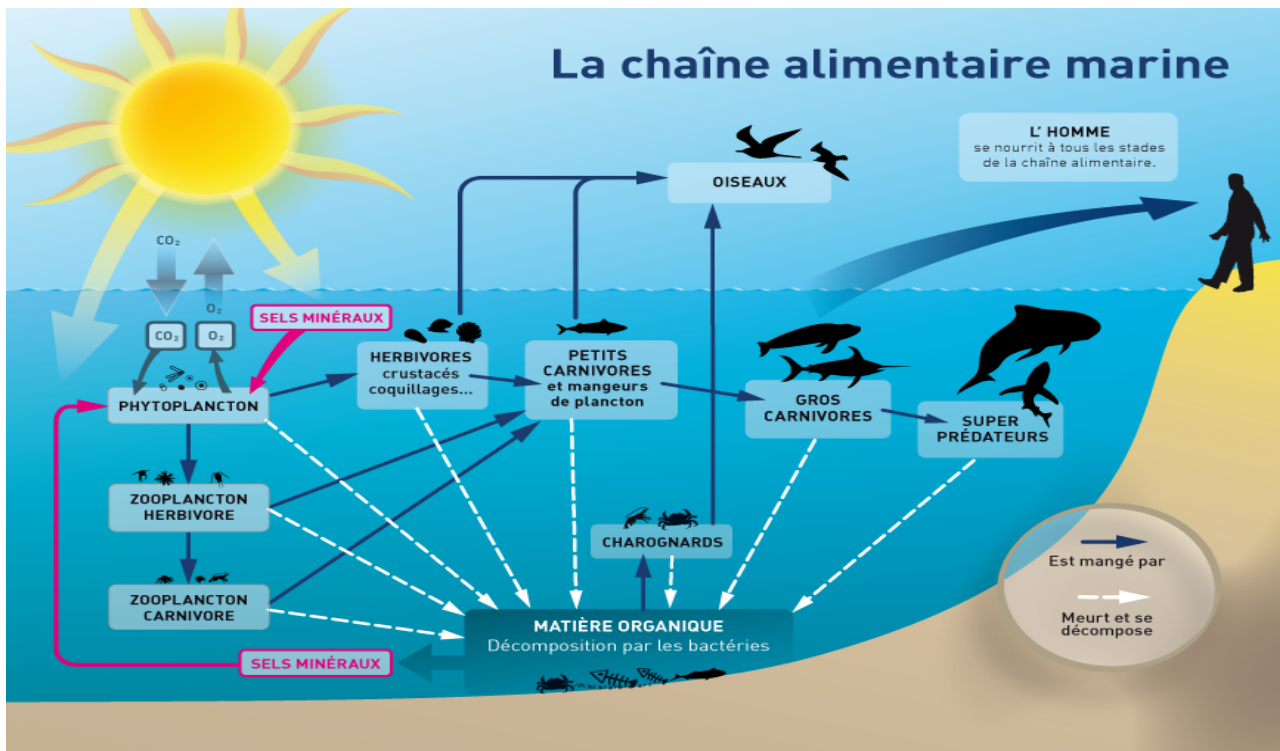 La chaîne alimentaire marine
L' HOMME
se nourrit à tous les stades
de la chaîne alimentaire.
OISEAUX
CO₂
O₂
CO₂
O₂
SELS MINÉRAUX
HERBIVORES
crustacés
coquillages...
PETITS
CARNIVORES
et mangeurs
de plancton
GROS
CARNIVORES
SUPER
PRÉDATEURS
PHYTOPLANCTON
ZOOPLANCTON
HERBIVORE
ZOOPLANCTON
CARNIVORE
CHAROGNARDS
MATIÈRE ORGANIQUE
Décomposition par les bactéries
SELS MINÉRAUX
Est mangé par
Meurt et se
décompose